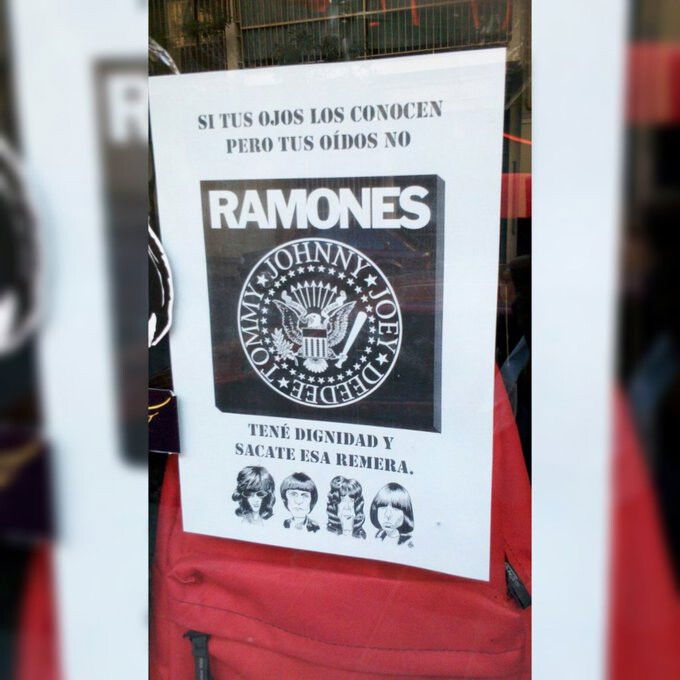 SI TUS OJOS LOS CONOCEN
PERO TUS OÍDOS NO
RAMONES
JOHNNY ★ JOEY ★ DEEDEE ★ TOMMY ★
TENÉ DIGNIDAD Y
SACATE ESA REMERA.